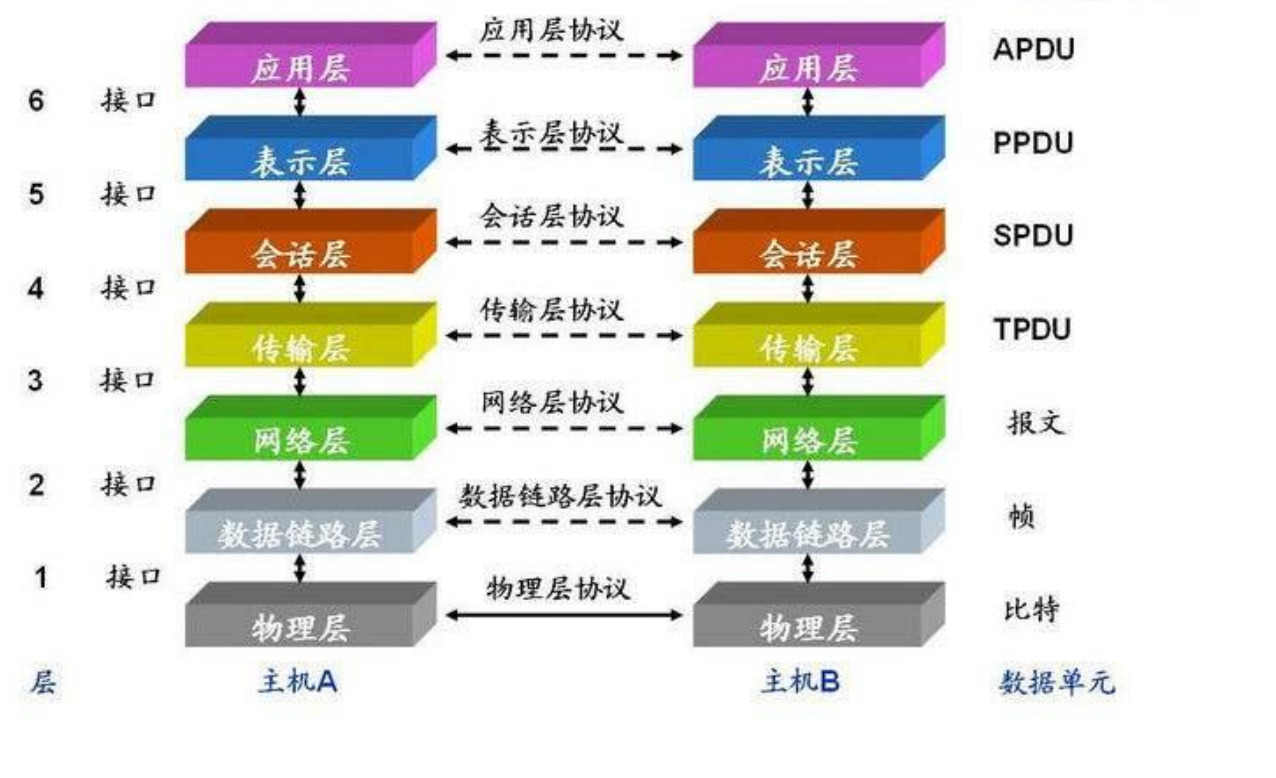 应用层协议
应用层 应用层 APDU
6 接口
表示层协议
表示层 表示层 PPDU
5 接口
会话层协议
会话层 会话层 SPDU
4 接口
传输层协议
传输层 传输层 TPDU
3 接口
网络层协议
网络层 网络层 报文
2 接口
数据链路层协议
数据链路层 数据链路层 帧
1 接口
物理层协议
物理层 物理层 比特
层 主机A 主机B 数据单元